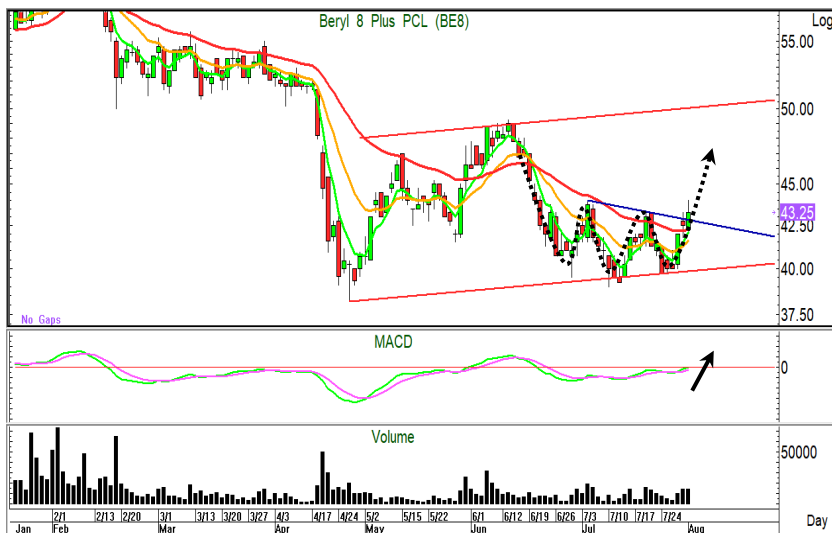 Beryl 8 Plus PCL (BE8)
Log
55.00
50.00
45.00
43.25
42.50
40.00
37.50
No Gaps
MACD
0
Volume
50000
2/1 2/13 2/20 3/1 3/13 3/20 3/27 4/3 4/17 4/24 5/2 5/15 5/22 6/1 6/12 6/19 6/26 7/3 7/10 7/17 7/24
Jan Feb Mar Apr May Jun Jul Aug
Day